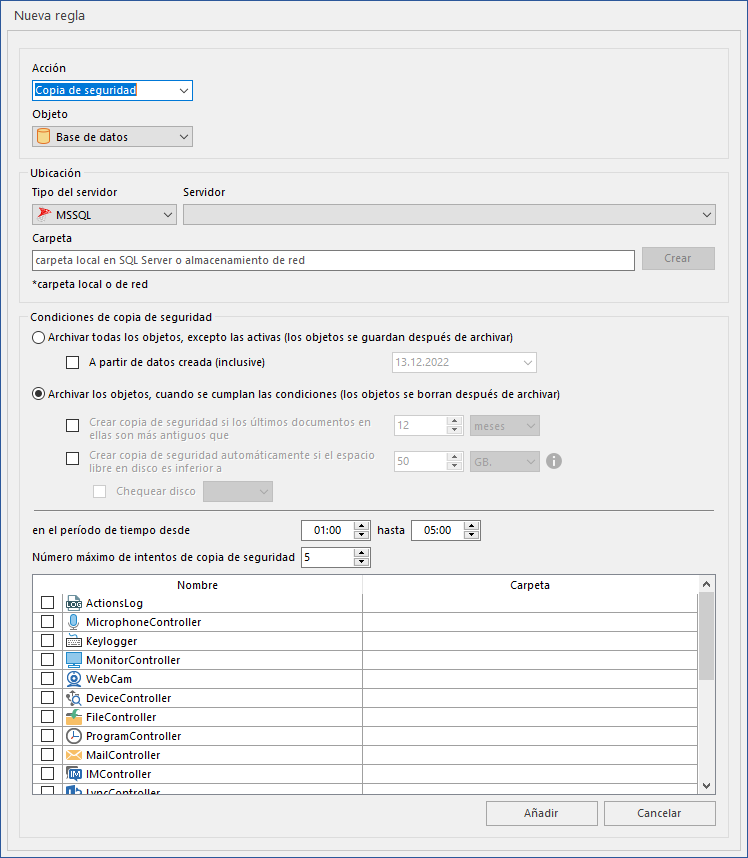 Nueva regla
Acción
Copia de seguridad
Objeto
Base de datos
Ubicación
Tipo del servidor Servidor
MSSQL
Carpeta
carpeta local en SQL Server o almacenamiento de red Crear
*carpeta local o de red
Condiciones de copia de seguridad
Archivar todas los objetos, excepto las activas (los objetos se guardan después de archivar)
A partir de datos creada (inclusive) 13.12.2022
Archivar los objetos, cuando se cumplan las condiciones (los objetos se borran después de archivar)
Crear copia de seguridad si los últimos documentos en
ellas son más antiguos que
12 meses
Crear copia de seguridad automáticamente si el espacio
libre en disco es inferior a
50 GB.
Chequear disco
en el período de tiempo desde 01:00 hasta 05:00
Número máximo de intentos de copia de seguridad 5
Nombre Carpeta
LOG ActionsLog
MicrophoneController
Keylogger
MonitorController
WebCam
DeviceController
FileController
ProgramController
MailController
IM IMController
LyncController
Añadir Cancelar